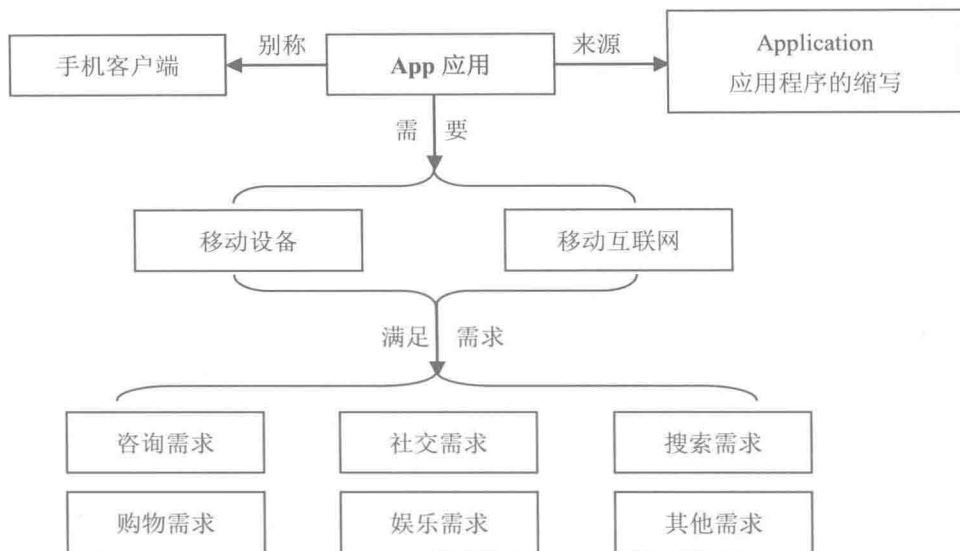 别称
来源
手机客户端
App 应用
Application
应用程序的缩写
需 要
移动设备
移动互联网
满足 需求
咨询需求
社交需求
搜索需求
购物需求
娱乐需求
其他需求